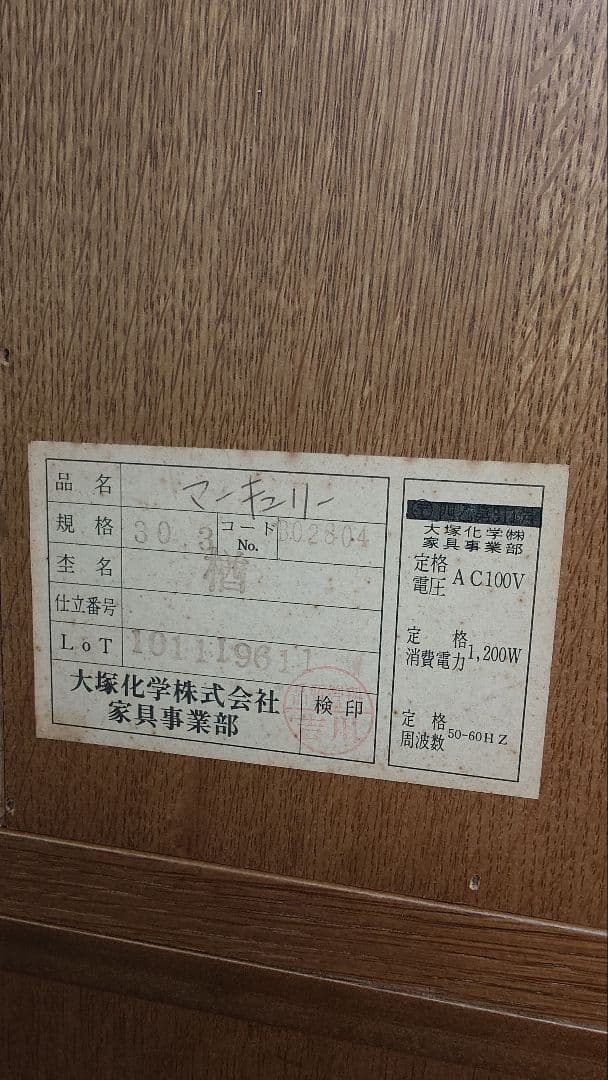 品名 マーキュリー
規格 30 3 コードNo. 302804
杢名 楢
仕立番号
LoT 101119611
大塚化学株式会社
家具事業部
検印
大塚化学㈱
家具事業部
定格電圧 AC100V
定格消費電力 1,200W
定格周波数 50-60HZ